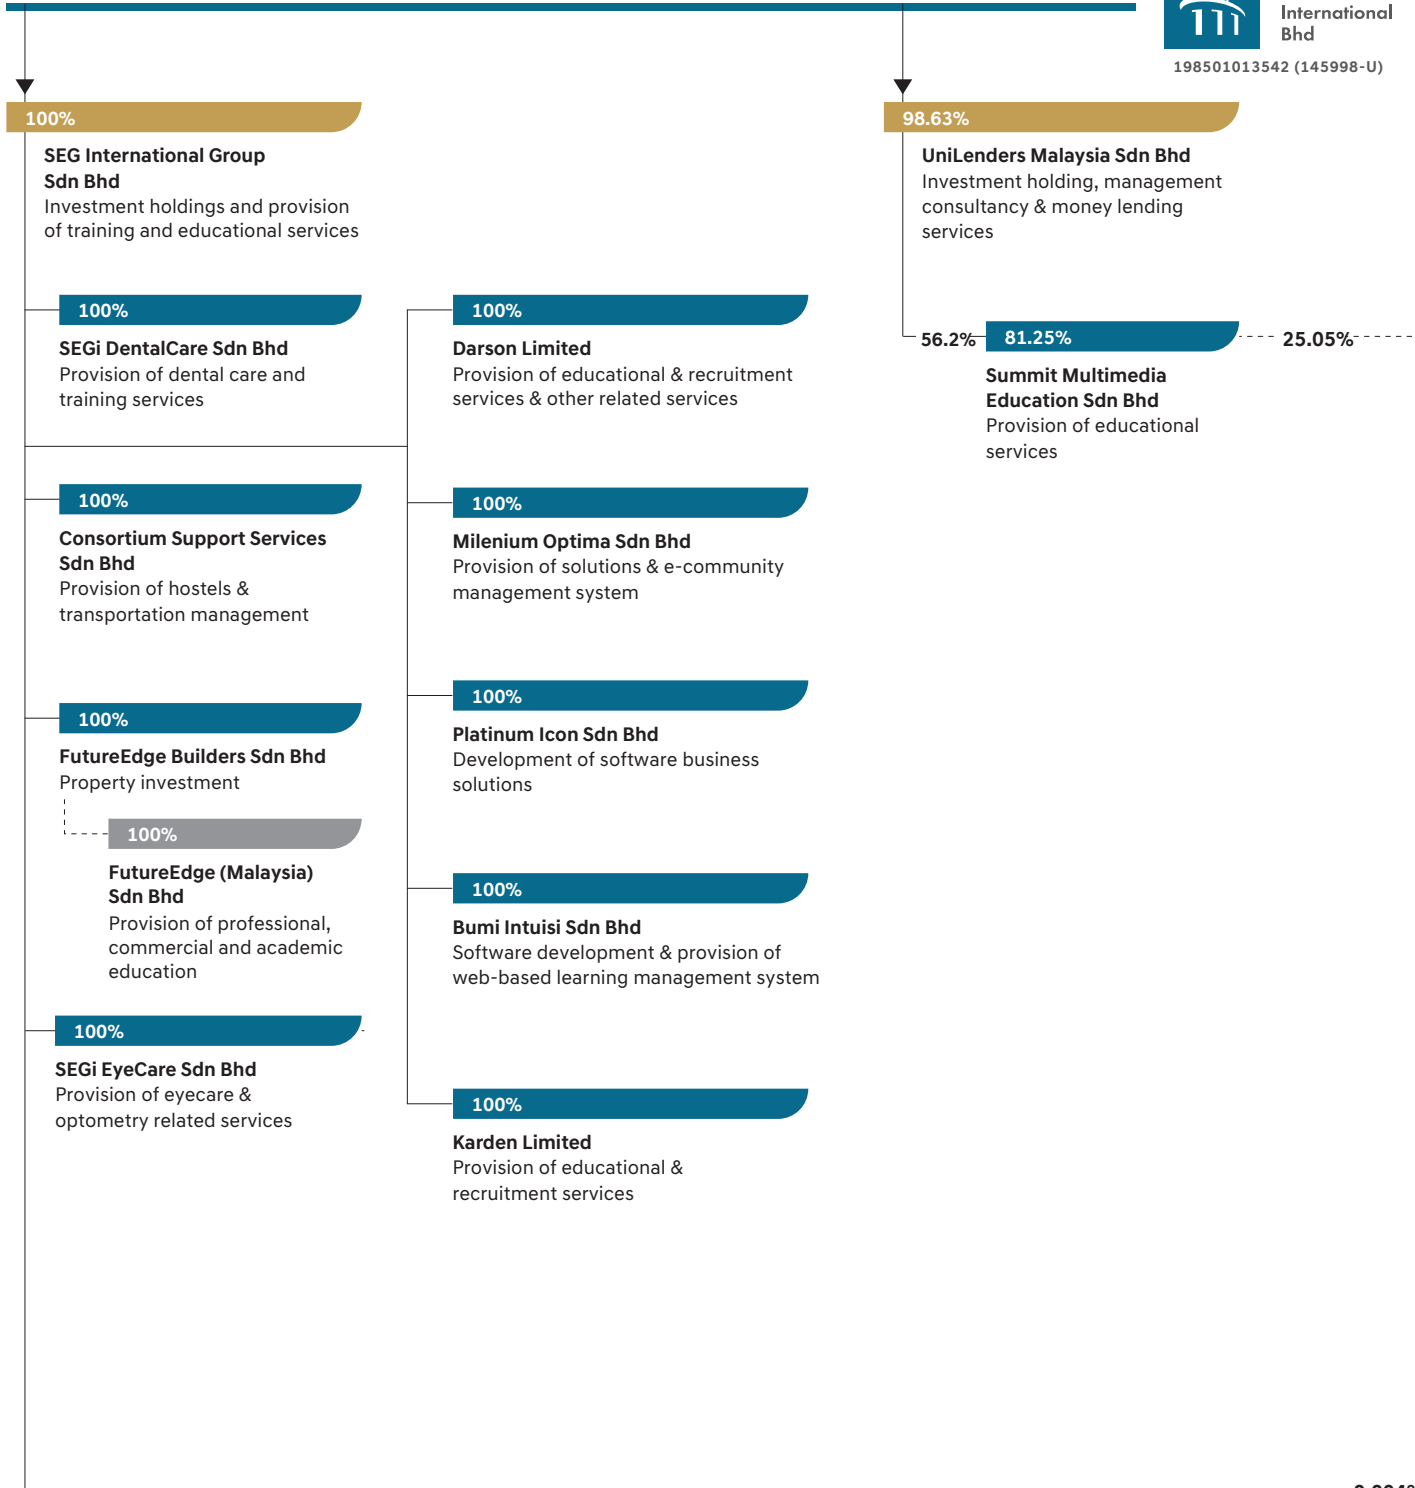 International
Bhd
198501013542 (145998-U)
100%
SEG International Group
Sdn Bhd
Investment holdings and provision
of training and educational services
98.63%
UniLenders Malaysia Sdn Bhd
Investment holding, management
consultancy & money lending
services
56.2%
81.25%
25.05%
Summit Multimedia
Education Sdn Bhd
Provision of educational
services
100%
SEGi DentalCare Sdn Bhd
Provision of dental care and
training services
100%
Consortium Support Services
Sdn Bhd
Provision of hostels &
transportation management
100%
FutureEdge Builders Sdn Bhd
Property investment
100%
FutureEdge (Malaysia)
Sdn Bhd
Provision of professional,
commercial and academic
education
100%
SEGi EyeCare Sdn Bhd
Provision of eyecare &
optometry related services
100%
Darson Limited
Provision of educational & recruitment
services & other related services
100%
Milenium Optima Sdn Bhd
Provision of solutions & e-community
management system
100%
Platinum Icon Sdn Bhd
Development of software business
solutions
100%
Bumi Intuisi Sdn Bhd
Software development & provision of
web-based learning management system
100%
Karden Limited
Provision of educational &
recruitment services